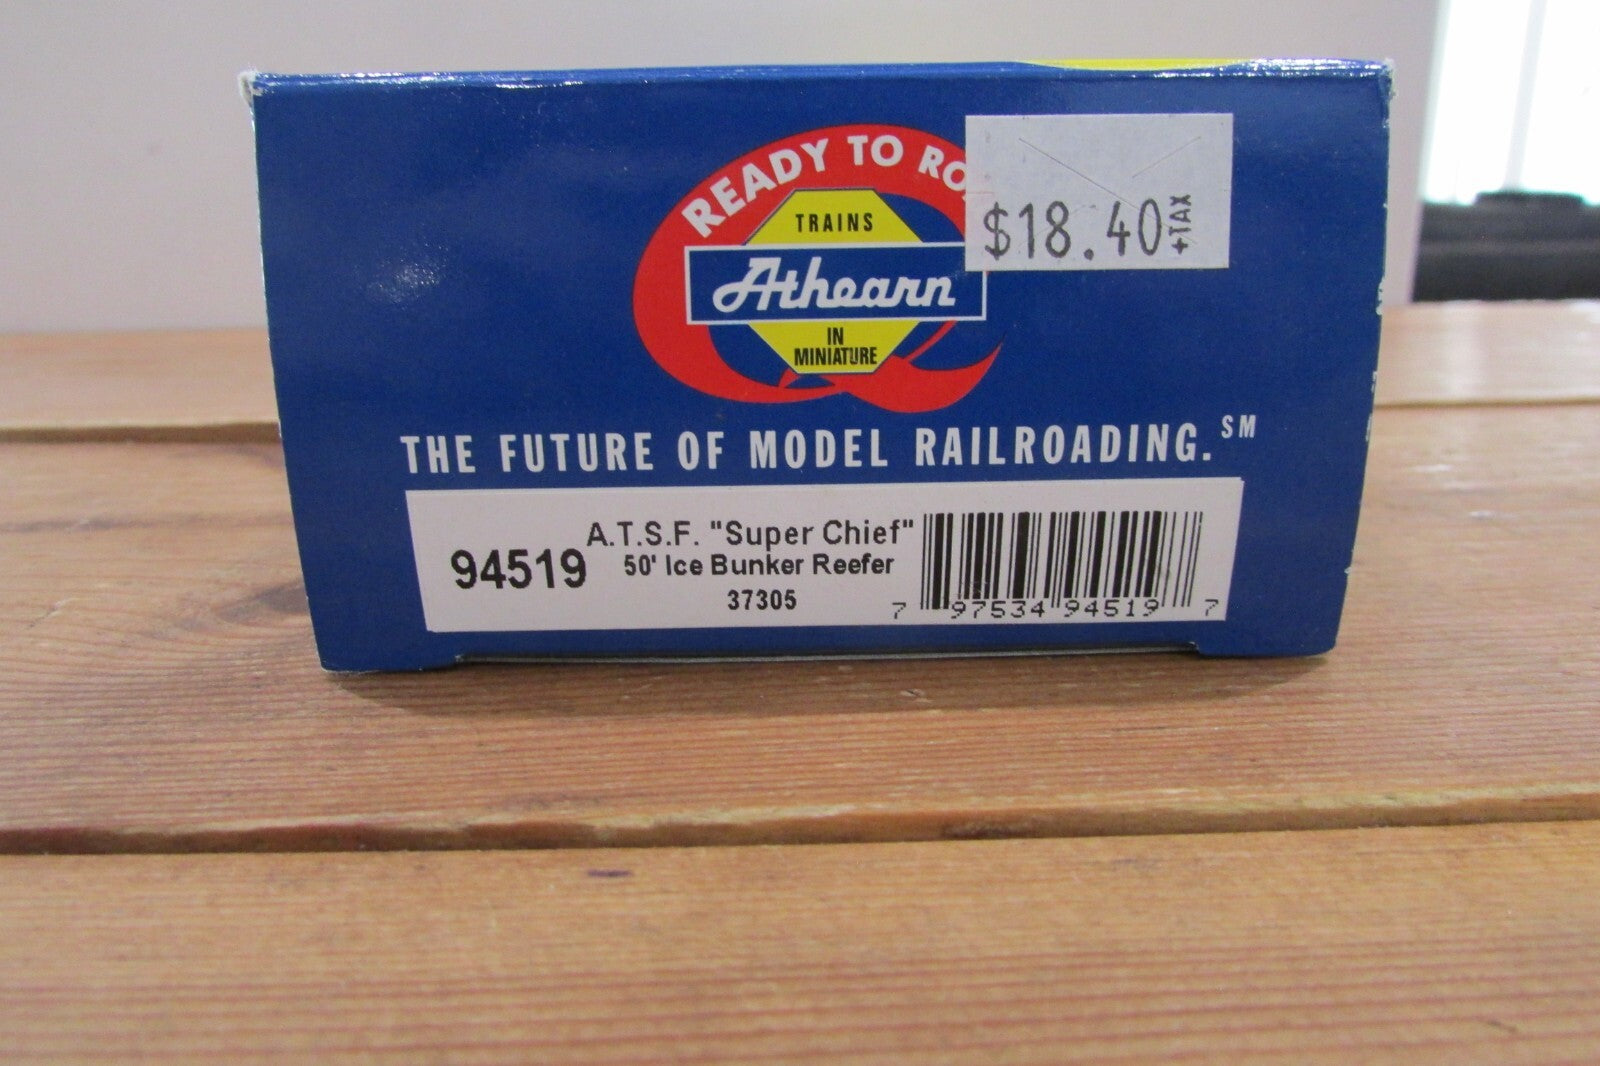 READY TO RO
TRAINS
Athearn
IN
MINIATURE
$18.40 +TAX
THE FUTURE OF MODEL RAILROADING.℠
94519
A.T.S.F. "Super Chief"
50' Ice Bunker Reefer
37305
7 97534 94519 7